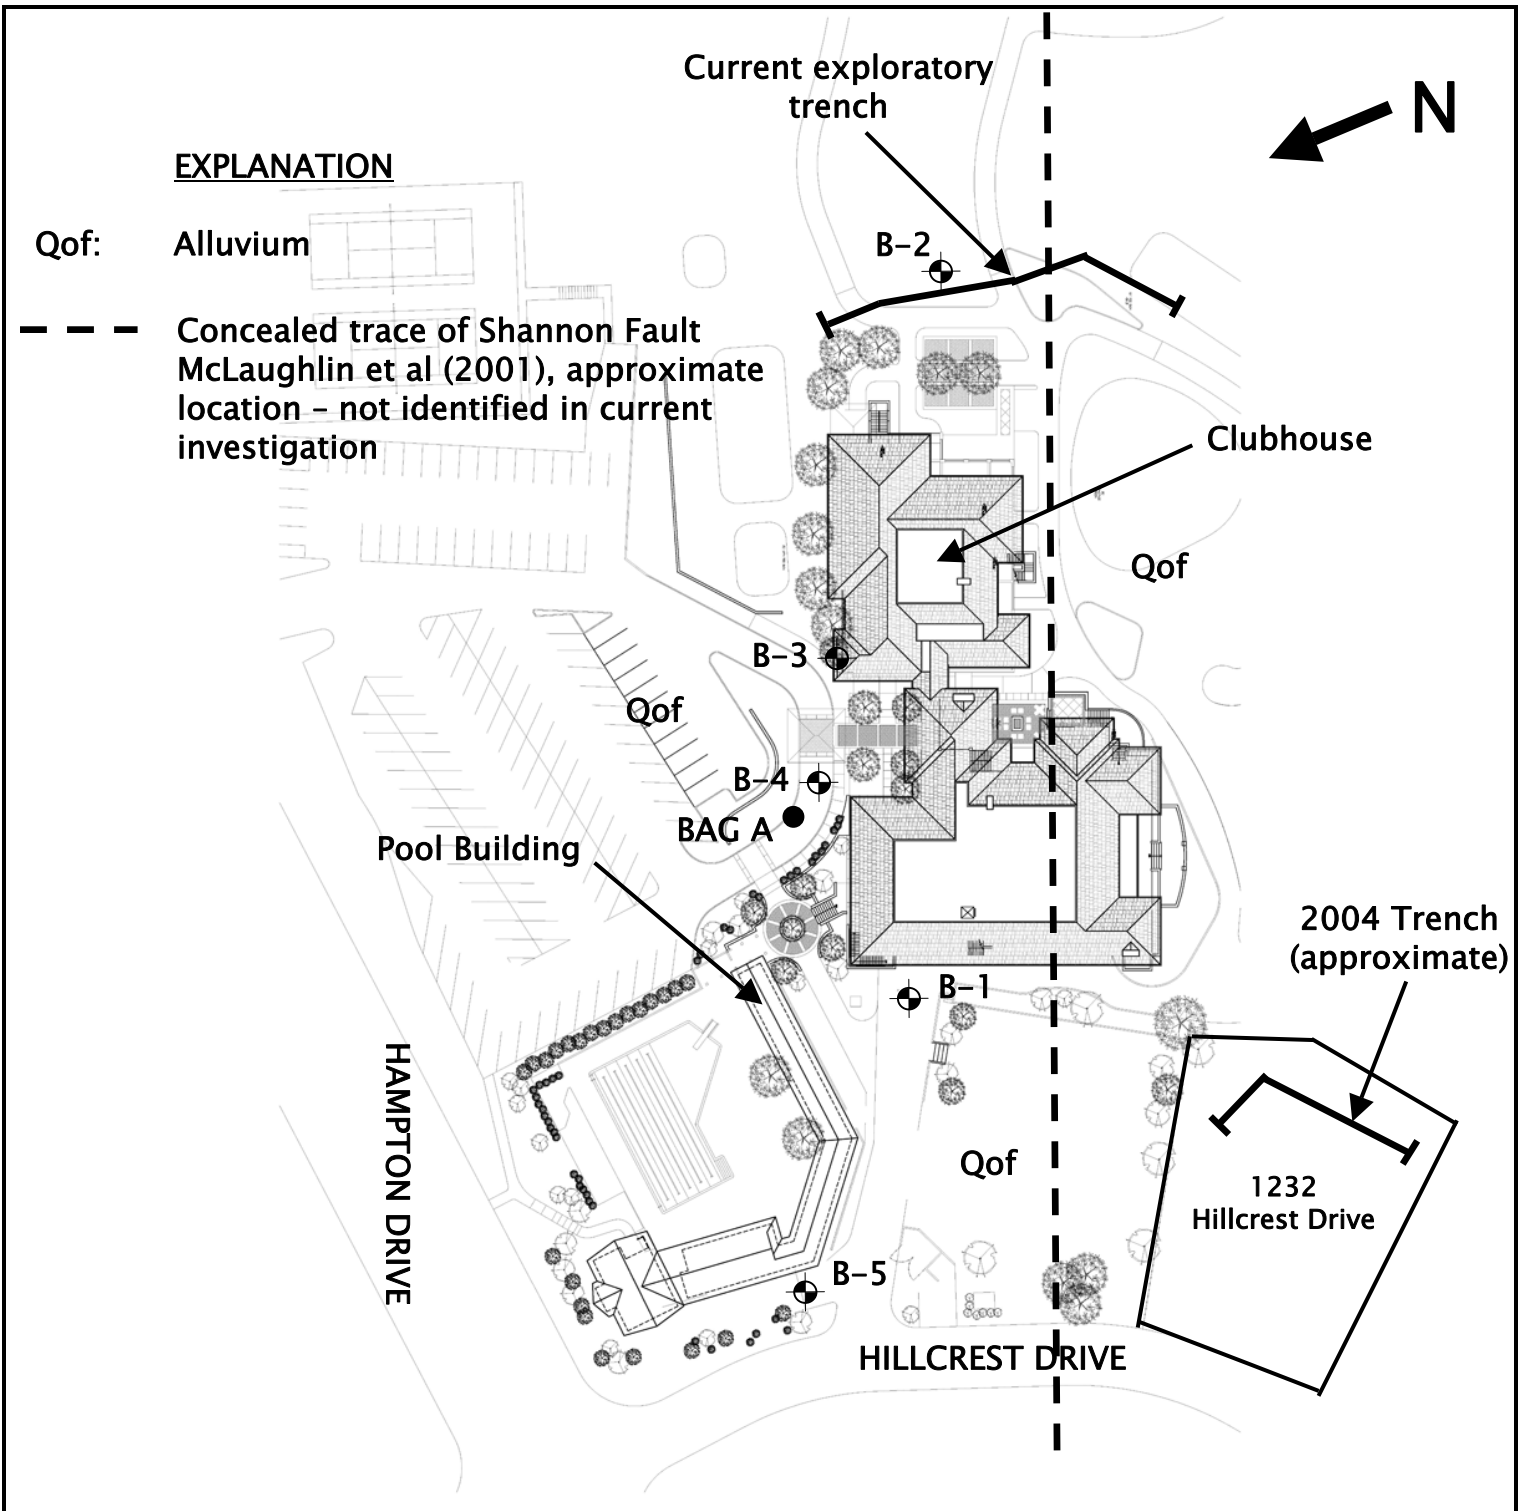 Current exploratory
trench
N
EXPLANATION
Qof: Alluvium
B-2
Concealed trace of Shannon Fault
McLaughlin et al (2001), approximate
location – not identified in current
investigation
Clubhouse
Qof
B-3
Qof
B-4
BAG A
Pool Building
2004 Trench
(approximate)
B-1
HAMPTON DRIVE
Qof
1232
Hillcrest Drive
B-5
HILLCREST DRIVE